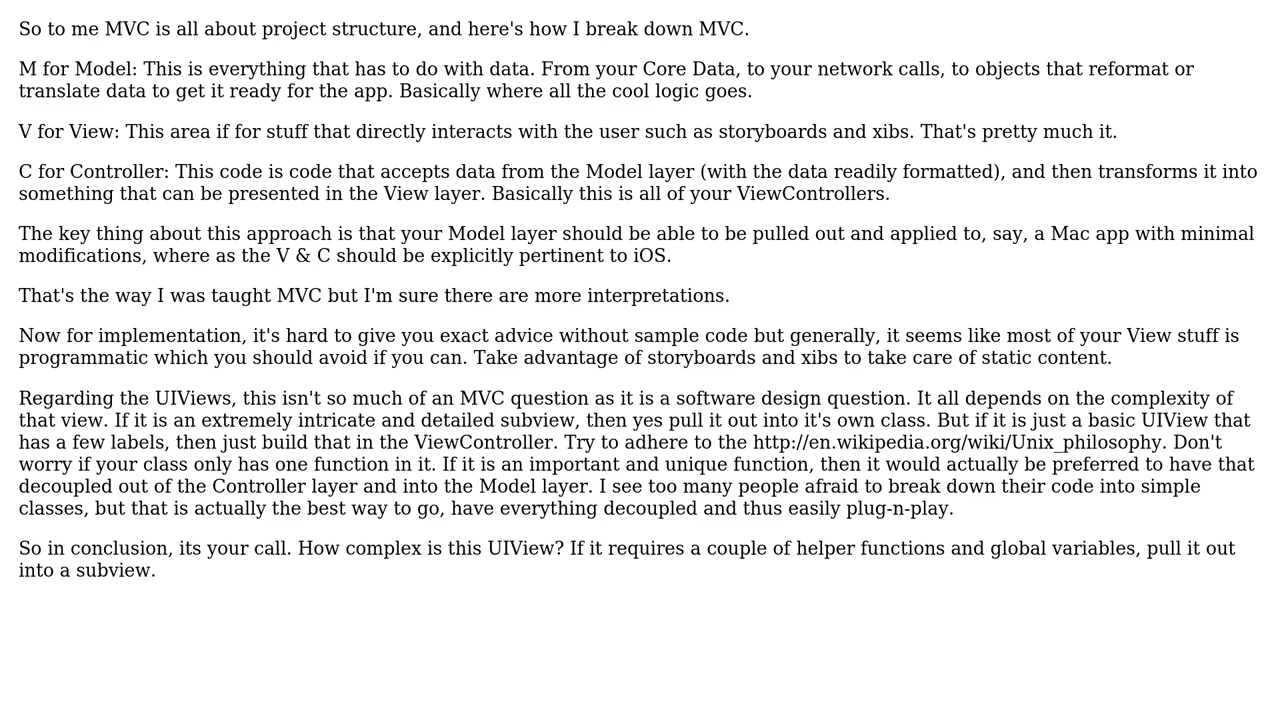 So to me MVC is all about project structure, and here's how I break down MVC.
M for Model: This is everything that has to do with data. From your Core Data, to your network calls, to objects that reformat or
translate data to get it ready for the app. Basically where all the cool logic goes.
V for View: This area if for stuff that directly interacts with the user such as storyboards and xibs. That's pretty much it.
C for Controller: This code is code that accepts data from the Model layer (with the data readily formatted), and then transforms it into
something that can be presented in the View layer. Basically this is all of your ViewControllers.
The key thing about this approach is that your Model layer should be able to be pulled out and applied to, say, a Mac app with minimal
modifications, where as the V & C should be explicitly pertinent to iOS.
That's the way I was taught MVC but I'm sure there are more interpretations.
Now for implementation, it's hard to give you exact advice without sample code but generally, it seems like most of your View stuff is
programmatic which you should avoid if you can. Take advantage of storyboards and xibs to take care of static content.
Regarding the UIViews, this isn't so much of an MVC question as it is a software design question. It all depends on the complexity of
that view. If it is an extremely intricate and detailed subview, then yes pull it out into it's own class. But if it is just a basic UIView that
has a few labels, then just build that in the ViewController. Try to adhere to the http://en.wikipedia.org/wiki/Unix_philosophy. Don't
worry if your class only has one function in it. If it is an important and unique function, then it would actually be preferred to have that
decoupled out of the Controller layer and into the Model layer. I see too many people afraid to break down their code into simple
classes, but that is actually the best way to go, have everything decoupled and thus easily plug-n-play.
So in conclusion, its your call. How complex is this UIView? If it requires a couple of helper functions and global variables, pull it out
into a subview.